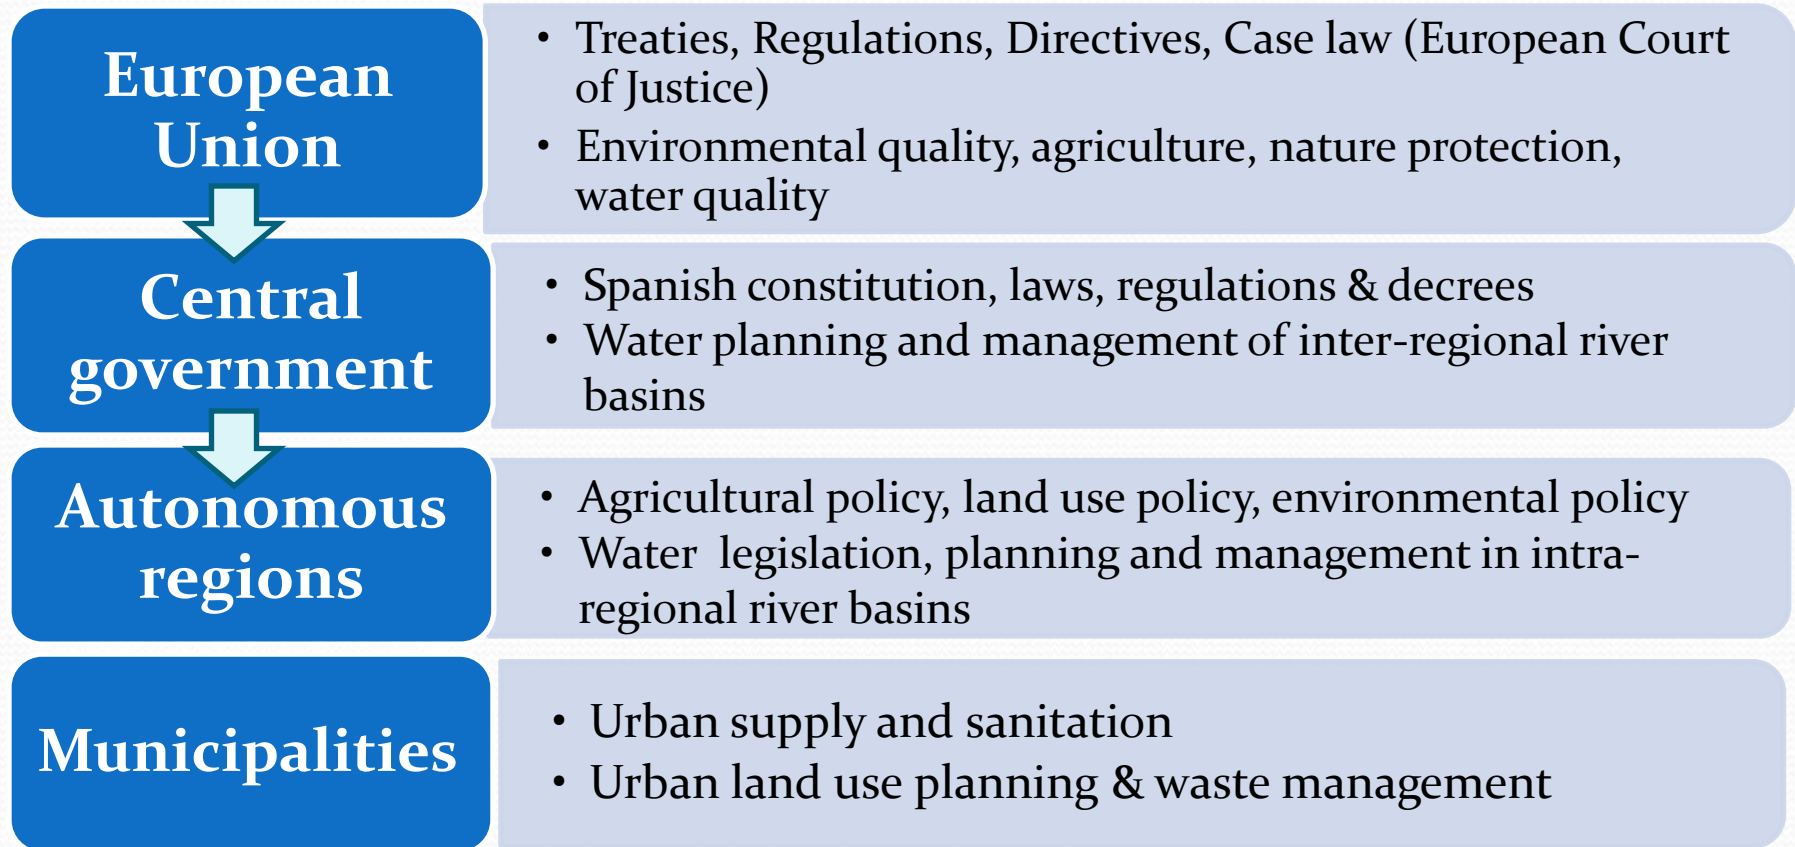 European
Union
• Treaties, Regulations, Directives, Case law (European Court
of Justice)
• Environmental quality, agriculture, nature protection,
water quality
Central
government
• Spanish constitution, laws, regulations & decrees
• Water planning and management of inter-regional river
basins
Autonomous
regions
• Agricultural policy, land use policy, environmental policy
• Water legislation, planning and management in intra-
regional river basins
Municipalities
• Urban supply and sanitation
• Urban land use planning & waste management